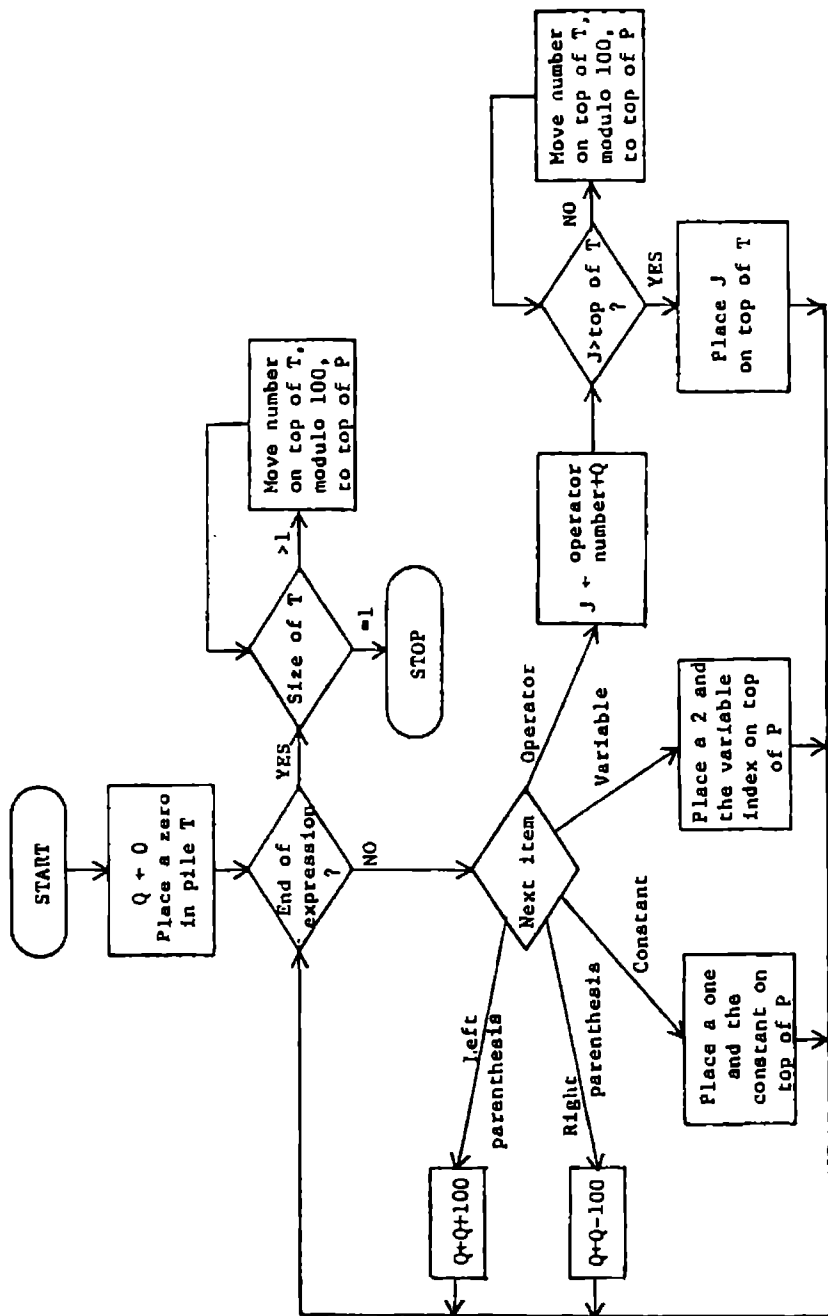 START
Q + 0
Place a zero
in pile T
End of
expression
?
YES
NO
Size of T
>1
=1
Move number
on top of T,
modulo 100,
to top of P
STOP
Next item
Left
parenthesis
Right
parenthesis
Constant
Variable
Operator
Q+Q+100
Q+Q-100
Place a one
and the
constant on
top of P
Place a 2 and
the variable
index on top
of P
J ← operator
number+Q
J>top of T
?
NO
YES
Move number
on top of T,
modulo 100,
to top of P
Place J
on top of T